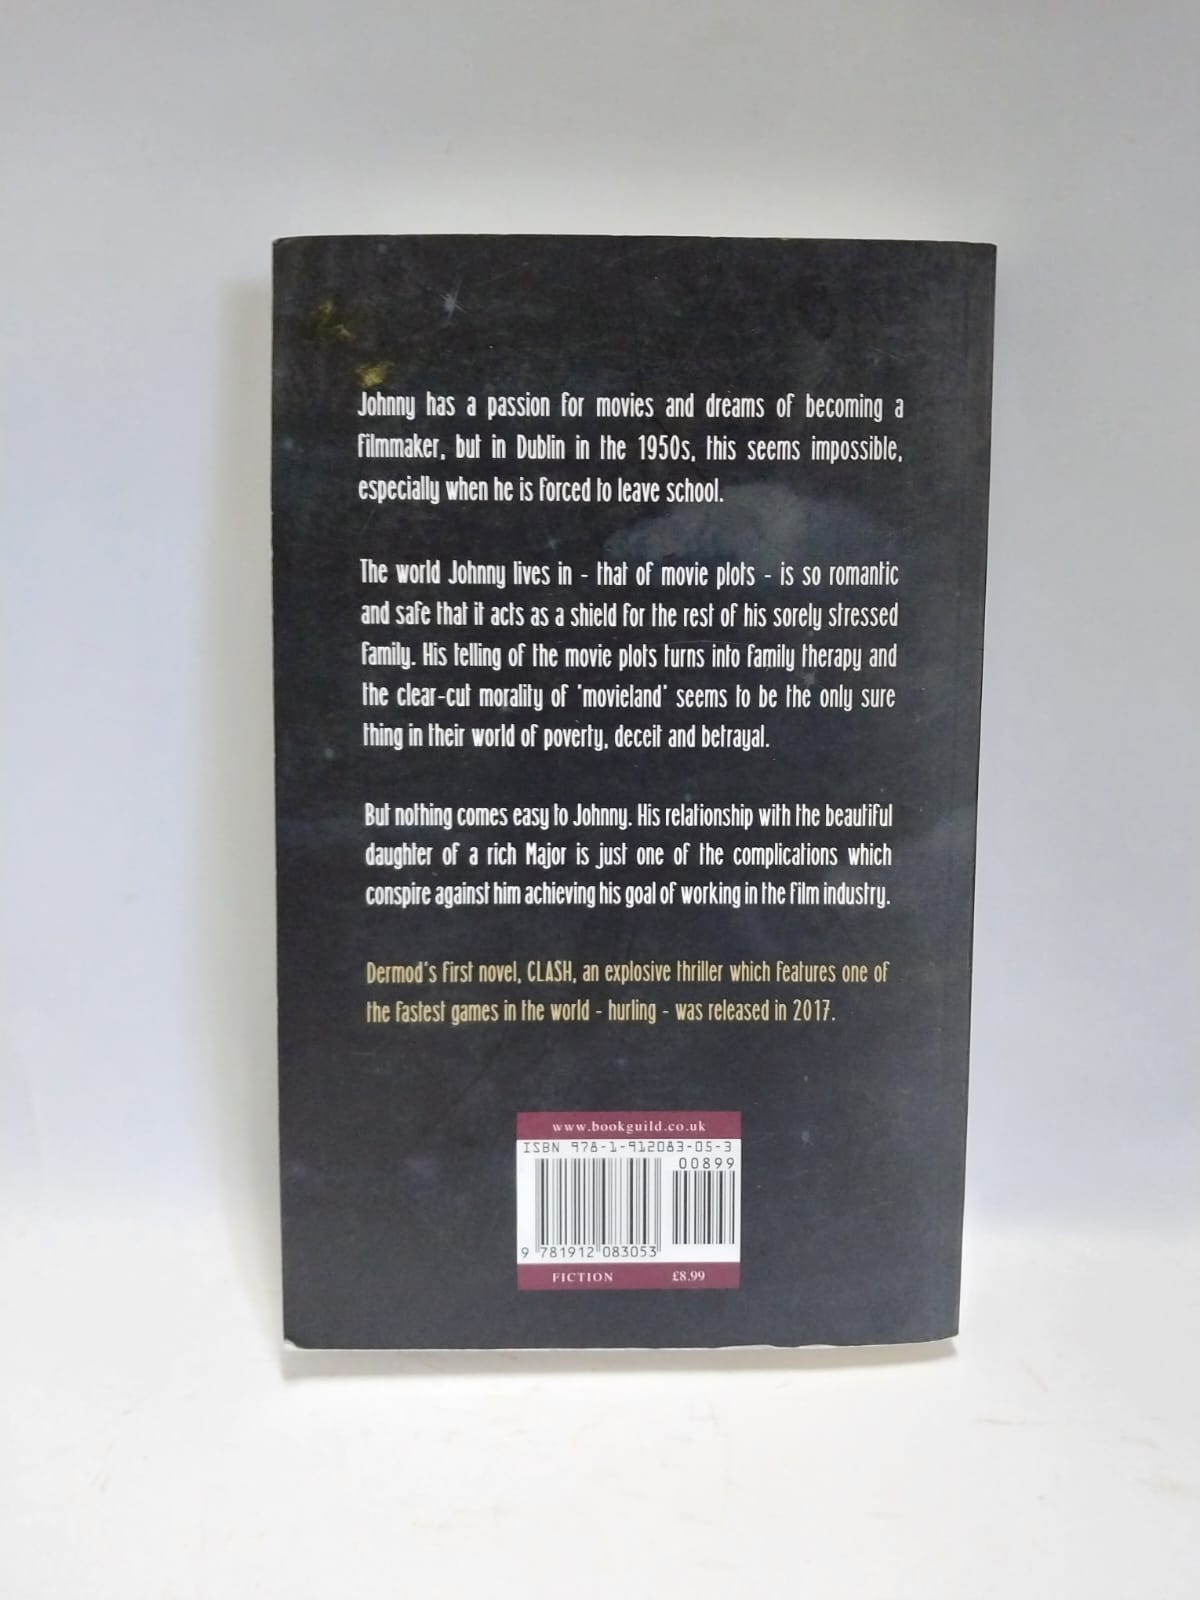 Johnny has a passion for movies and dreams of becoming a
filmmaker, but in Dublin in the 1950s, this seems impossible,
especially when he is forced to leave school.
The world Johnny lives in - that of movie plots - is so romantic
and safe that it acts as a shield for the rest of his sorely stressed
family. His telling of the movie plots turns into family therapy and
the clear-cut morality of 'movieland' seems to be the only sure
thing in their world of poverty, deceit and betrayal.
But nothing comes easy to Johnny. His relationship with the beautiful
daughter of a rich Major is just one of the complications which
conspire against him achieving his goal of working in the film industry.
Dermod's first novel, CLASH, an explosive thriller which features one of
the fastest games in the world - hurling - was released in 2017.
www.bookguild.co.uk
ISBN 978-1-912083-05-3
00899
9 781912 083053
FICTION £8.99